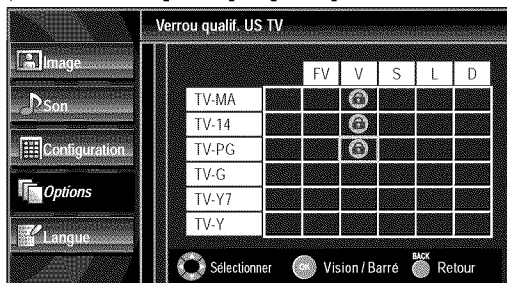 Verrou qualif. US TV
Image
Son
Configuration
Options
Langue
FV V S L D
TV-MA
TV-14
TV-PG
TV-G
TV-Y7
TV-Y
Sélectionner OK Vision / Barré BACK Retour